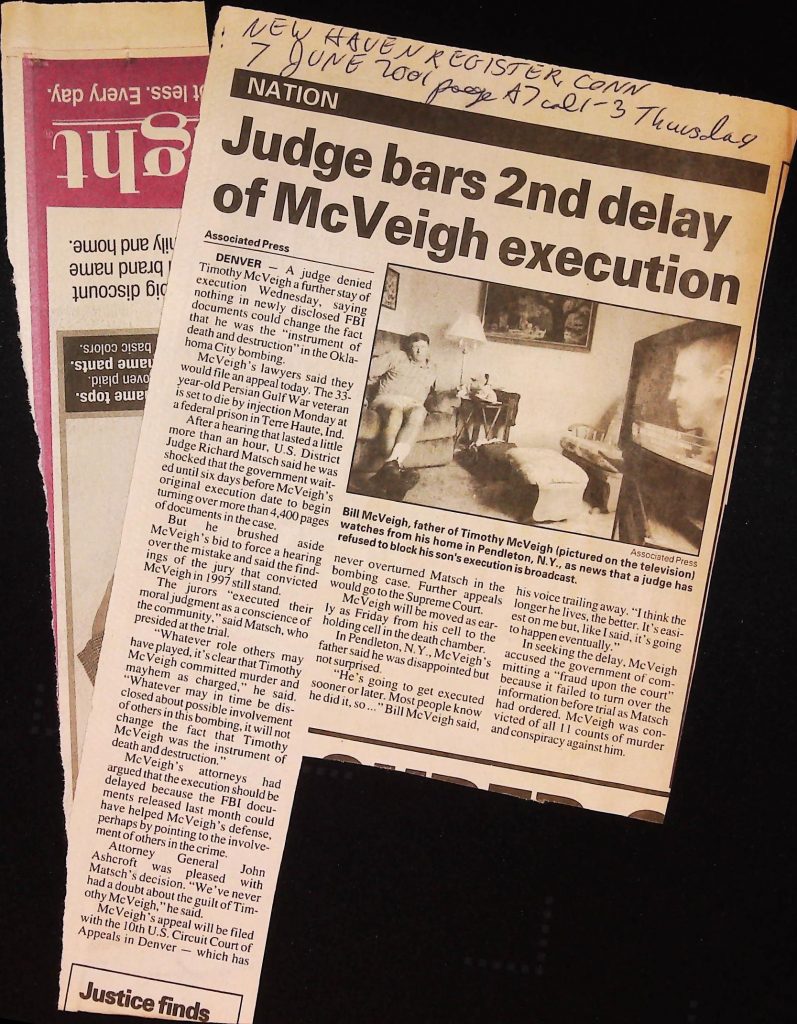 NEW HAVEN REGISTER, CONN
7 JUNE 2001 page A7 col 1-3 Thursday
NATION
Judge bars 2nd delay
of McVeigh execution
Associated Press
DENVER — A judge denied
Timothy McVeigh a further stay of
execution Wednesday, saying
nothing in newly disclosed FBI
documents could change the fact
that he was the “instrument of
death and destruction” in the Okla-
homa City bombing.
McVeigh’s lawyers said they
would file an appeal today. The 33-
year-old Persian Gulf War veteran
is set to die by injection Monday at
a federal prison in Terre Haute, Ind.
After a hearing that lasted a little
more than an hour, U.S. District
Judge Richard Matsch said he was
shocked that the government wait-
ed until six days before McVeigh’s
original execution date to begin
turning over more than 4,400 pages
of documents in the case.
But he brushed aside
McVeigh’s bid to force a hearing
over the mistake and said the find-
ings of the jury that convicted
McVeigh in 1997 still stand.
The jurors “executed their
moral judgment as a conscience of
the community,” said Matsch, who
presided at the trial.
“Whatever role others may
have played, it’s clear that Timothy
McVeigh committed murder and
mayhem as charged,” he said.
“Whatever may in time be dis-
closed about possible involvement
of others in this bombing, it will not
change the fact that Timothy
McVeigh was the instrument of
death and destruction.”
McVeigh’s attorneys had
argued that the execution should be
delayed because the FBI docu-
ments released last month could
have helped McVeigh’s defense,
perhaps by pointing to the involve-
ment of others in the crime.
Attorney General John
Ashcroft was pleased with
Matsch’s decision. “We’ve never
had a doubt about the guilt of Tim-
othy McVeigh,” he said.
McVeigh’s appeal will be filed
with the 10th U.S. Circuit Court of
Appeals in Denver — which has
Associated Press
Bill McVeigh, father of Timothy McVeigh (pictured on the television)
watches from his home in Pendleton, N.Y., as news that a judge has
refused to block his son’s execution is broadcast.
never overturned Matsch in the
bombing case. Further appeals
would go to the Supreme Court.
McVeigh will be moved as ear-
ly as Friday from his cell to the
holding cell in the death chamber.
In Pendleton, N.Y., McVeigh’s
father said he was disappointed but
not surprised.
“He’s going to get executed
sooner or later. Most people know
he did it, so ...” Bill McVeigh said,
his voice trailing away. “I think the
longer he lives, the better. It’s easi-
est on me but, like I said, it’s going
to happen eventually.”
In seeking the delay, McVeigh
accused the government of com-
mitting a “fraud upon the court”
because it failed to turn over the
information before trial as Matsch
had ordered. McVeigh was con-
victed of all 11 counts of murder
and conspiracy against him.
Justice finds
name tops.
oven plaid.
name pants.
basic colors.
big discount
brand name
ily and home.
ght
t less. Every day.